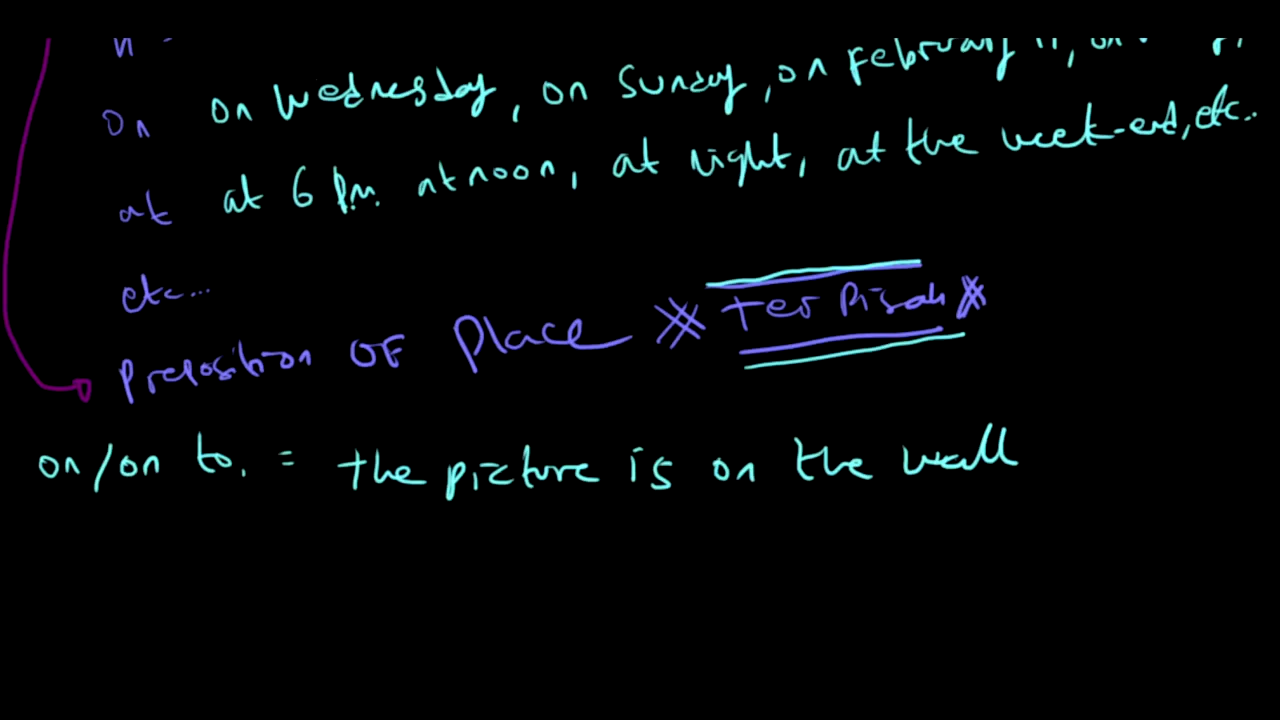 on Wednesday, on Sunday, on February 11,
on
at at 6 P.M. at noon, at night, at the week-end, etc..
etc...
Preposition OF Place * Ter Pisah *
on/on to. = the picture is on the wall